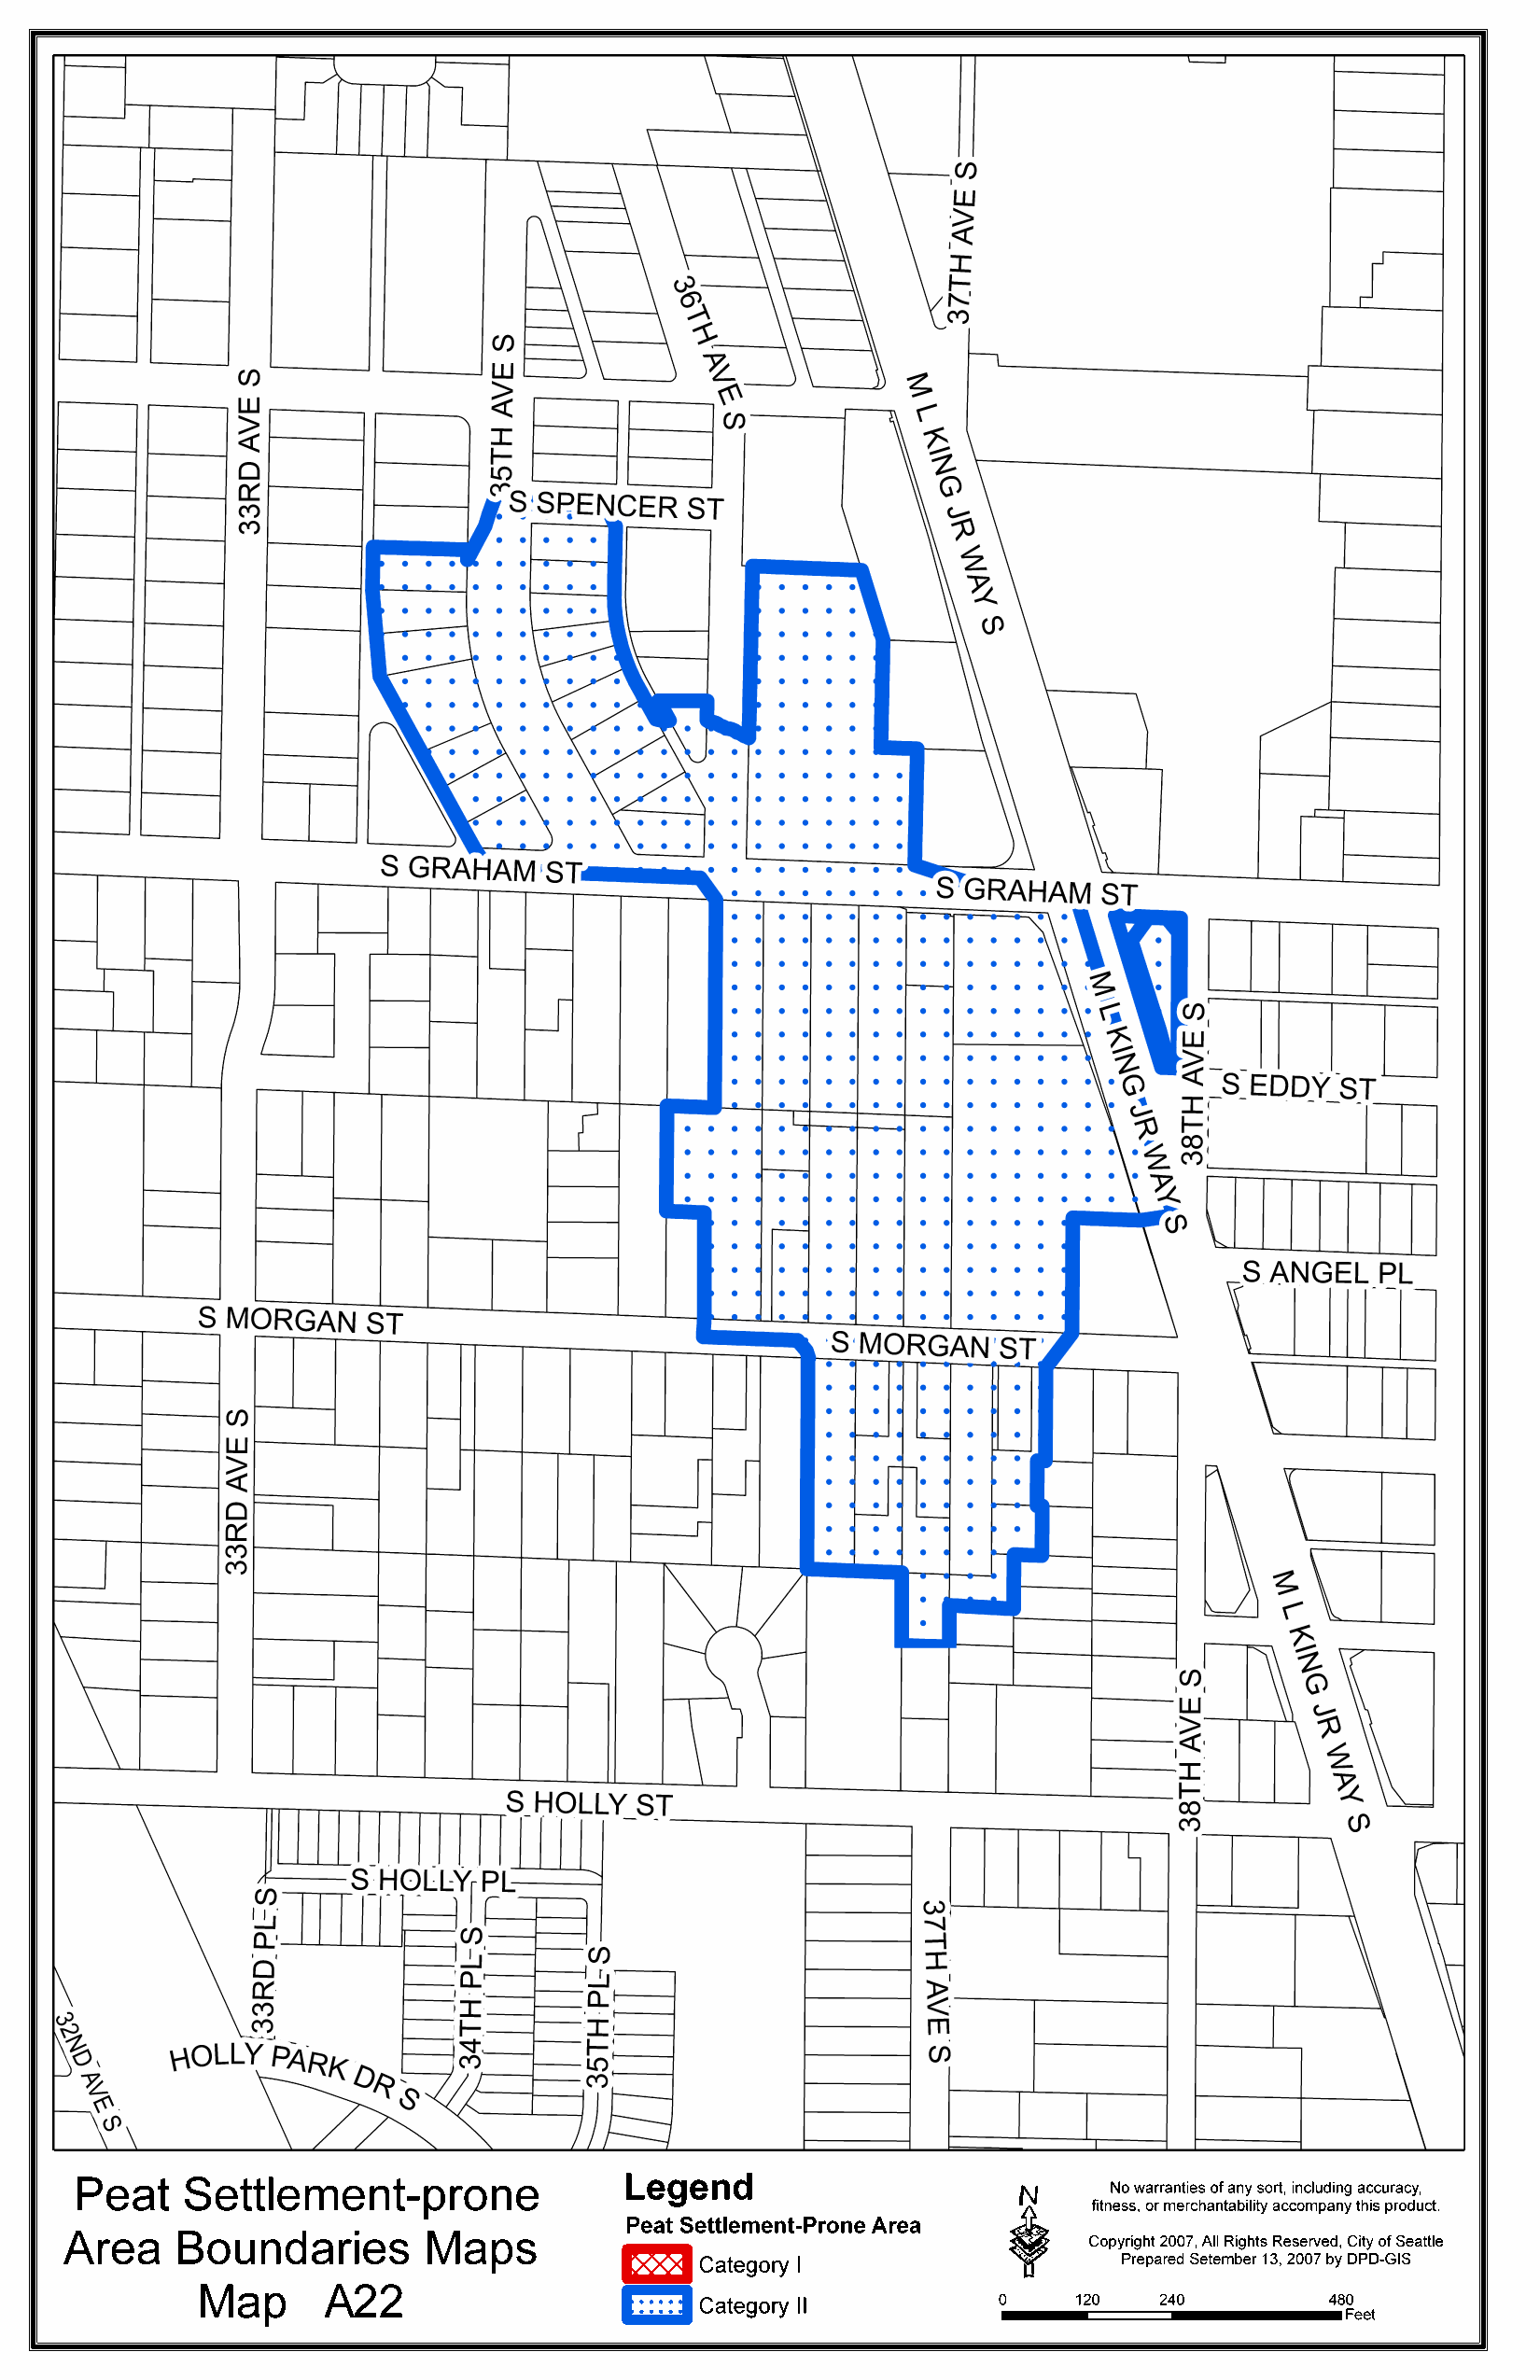 37TH AVE S
36TH AVE S
33RD AVE S
35TH AVE S
M L KING JR WAY S
S SPENCER ST
S GRAHAM ST
S GRAHAM ST
M L KING JR WAY S
38TH AVE S
S EDDY ST
S ANGEL PL
S MORGAN ST
S MORGAN ST
33RD AVE S
M L KING JR WAY S
38TH AVE S
S HOLLY ST
S HOLLY PL
33RD PL S
34TH PL S
35TH PL S
37TH AVE S
32ND AVE S
HOLLY PARK DR S
Peat Settlement-prone
Area Boundaries Maps
Map A22
Legend
Peat Settlement-Prone Area
Category I
Category II
N
No warranties of any sort, including accuracy,
fitness, or merchantability accompany this product.
Copyright 2007, All Rights Reserved, City of Seattle
Prepared Setember 13, 2007 by DPD-GIS
0 120 240 480
Feet